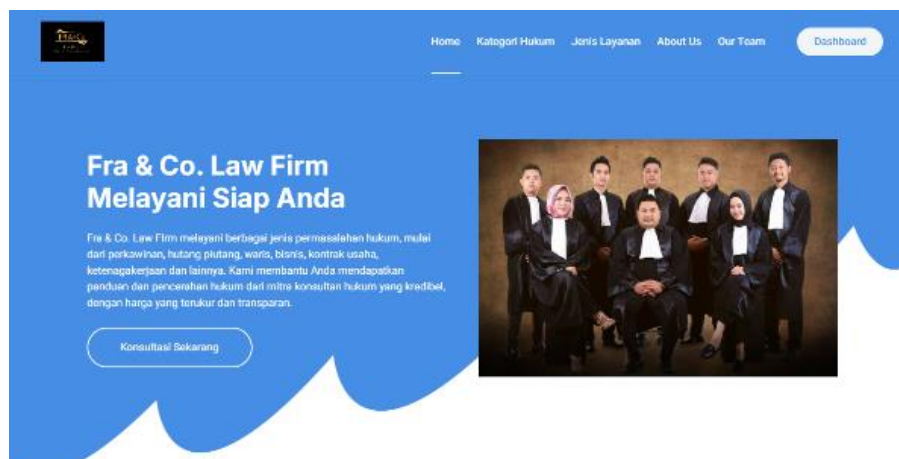 Home Kategori Hukum Jenis Layanan About Us Our Team Dashboard
Fra & Co. Law Firm
Melayani Siap Anda
Fra & Co. Law Firm melayani berbagai jenis permasalahan hukum, mulai
dari perkawinan, hutang piutang, waris, bisnis, kontrak usaha,
ketenagakerjaan dan lainnya. Kami membantu Anda mendapatkan
panduan dan pencerahan hukum dari mitra konsultan hukum yang kredibel,
dengan harga yang terukur dan transparan.
Konsultasi Sekarang